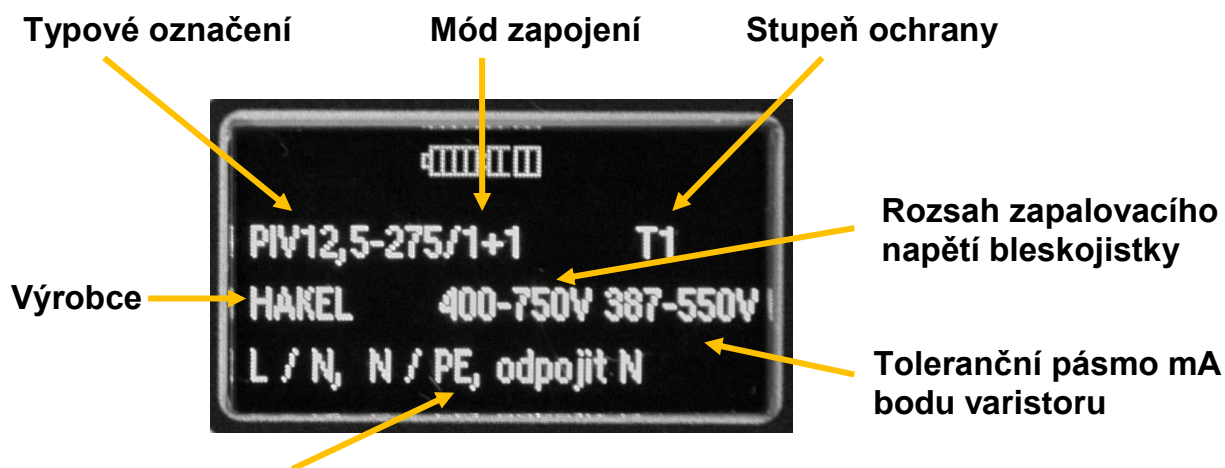 Typové označení
Mód zapojení
Stupeň ochrany
PIV12,5-275/1+1 T1
Rozsah zapalovacího
napětí bleskojistky
Výrobce
HAKEL 400-750V 387-550V
L / N, N / PE, odpojit N
Toleranční pásmo mA
bodu varistoru